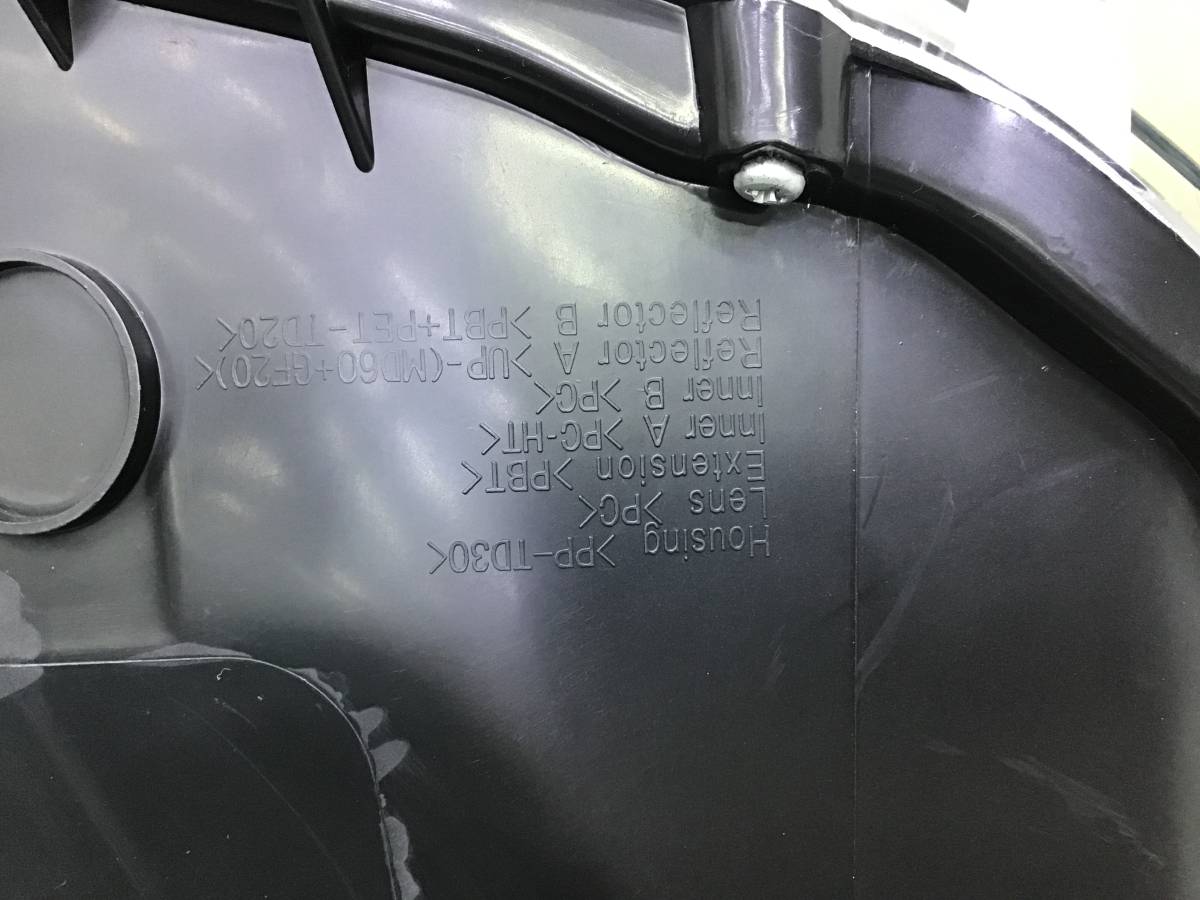 Housing >PP-TD30<
Lens >PC<
Extension >PBT<
Inner A >PC-HT<
Inner B >PC<
Reflector A >UP-(MD60+GF20)<
Reflector B >PBT+PET-TD20<